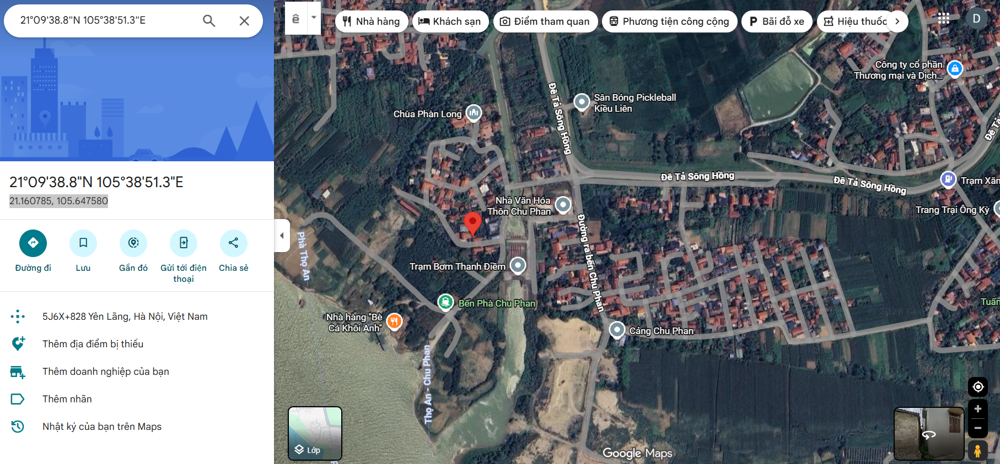 21°09'38.8"N 105°38'51.3"E
ê
Nhà hàng
Khách sạn
Điểm tham quan
Phương tiện công cộng
P Bãi đỗ xe
Hiệu thuốc
D
21°09'38.8"N 105°38'51.3"E
21.160785, 105.647580
Đường đi
Lưu
Gần đó
Gửi tới điện
thoại
Chia sẻ
5J6X+828 Yên Lãng, Hà Nội, Việt Nam
Thêm địa điểm bị thiếu
Thêm doanh nghiệp của bạn
Thêm nhãn
Nhật ký của bạn trên Maps
Công ty cổ phần
Thương mại và Dịch...
Đê Tả Sông Hồng
Sân Bóng Pickleball
Kiều Liên
Chùa Phàn Long
Đê Tả
Đê Tả Sông Hồng
Đê Tả Sông Hồng
Trạm Xăn
Nhà Văn Hóa
Thôn Chu Phan
Trang Trại Ông Kỳ
Đường ra bến Chu Phan
Phà Thọ An
Trạm Bơm Thanh Điềm
Bến Phà Chu Phan
Tuấn
Nhà hàng "Bè
Cá Khôi Anh"
Cảng Chu Phan
Thọ An - Chu Phan
Lớp
Google Maps